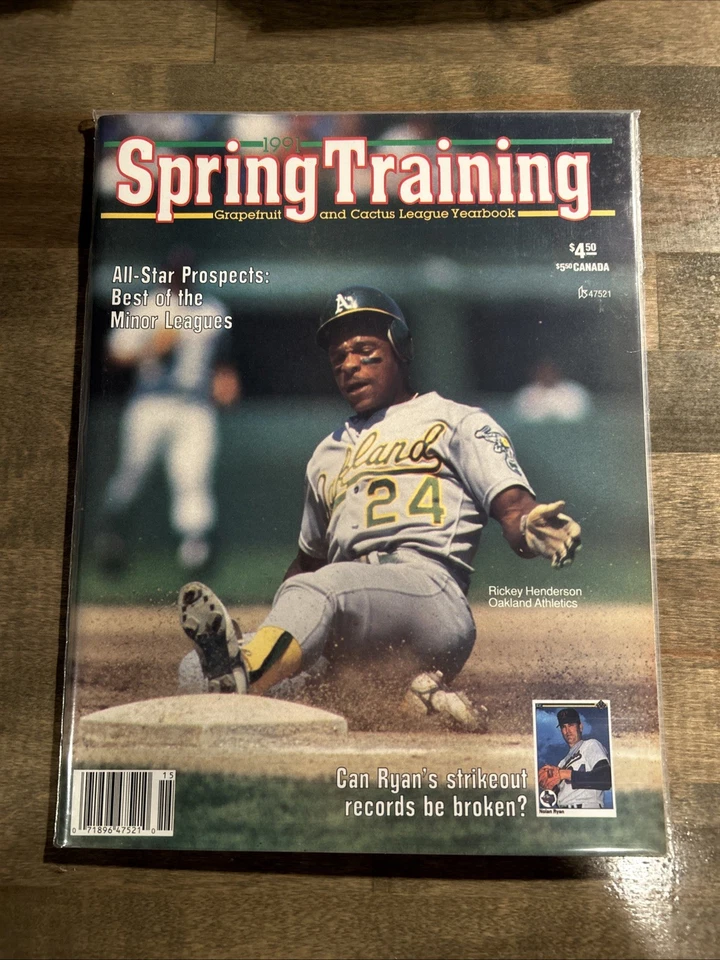 1991
Spring Training
Grapefruit and Cactus League Yearbook
$4.50
$5.50 CANADA
47521
All-Star Prospects:
Best of the
Minor Leagues
A's
Oakland
24
Rickey Henderson
Oakland Athletics
Can Ryan's strikeout
records be broken?
Nolan Ryan
15
0 71896 47521 0